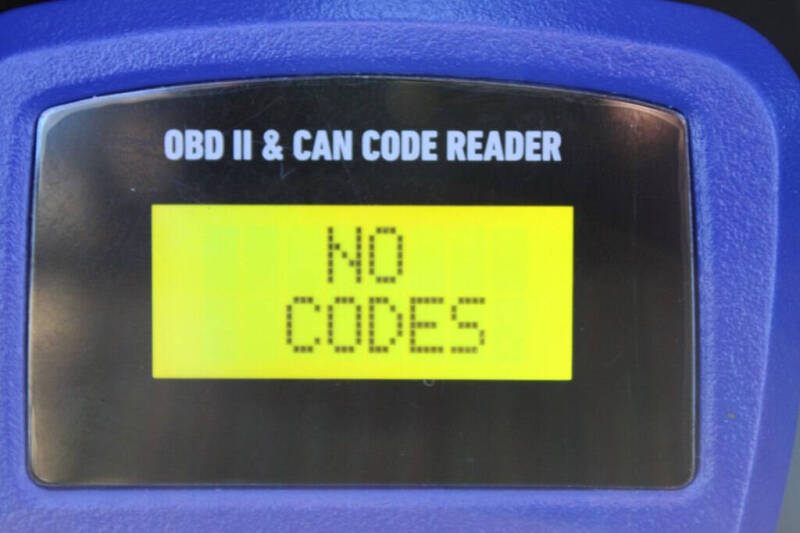 OBD II & CAN CODE READER
NO
CODES